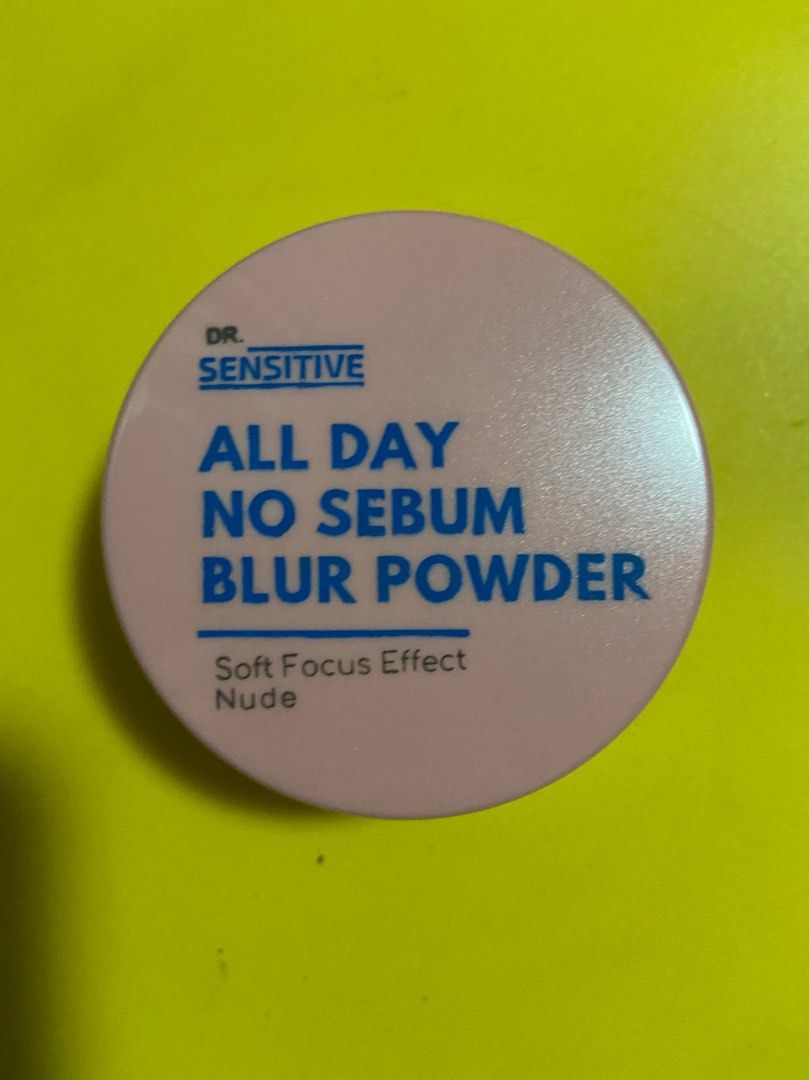 DR.
SENSITIVE
ALL DAY
NO SEBUM
BLUR POWDER
Soft Focus Effect
Nude